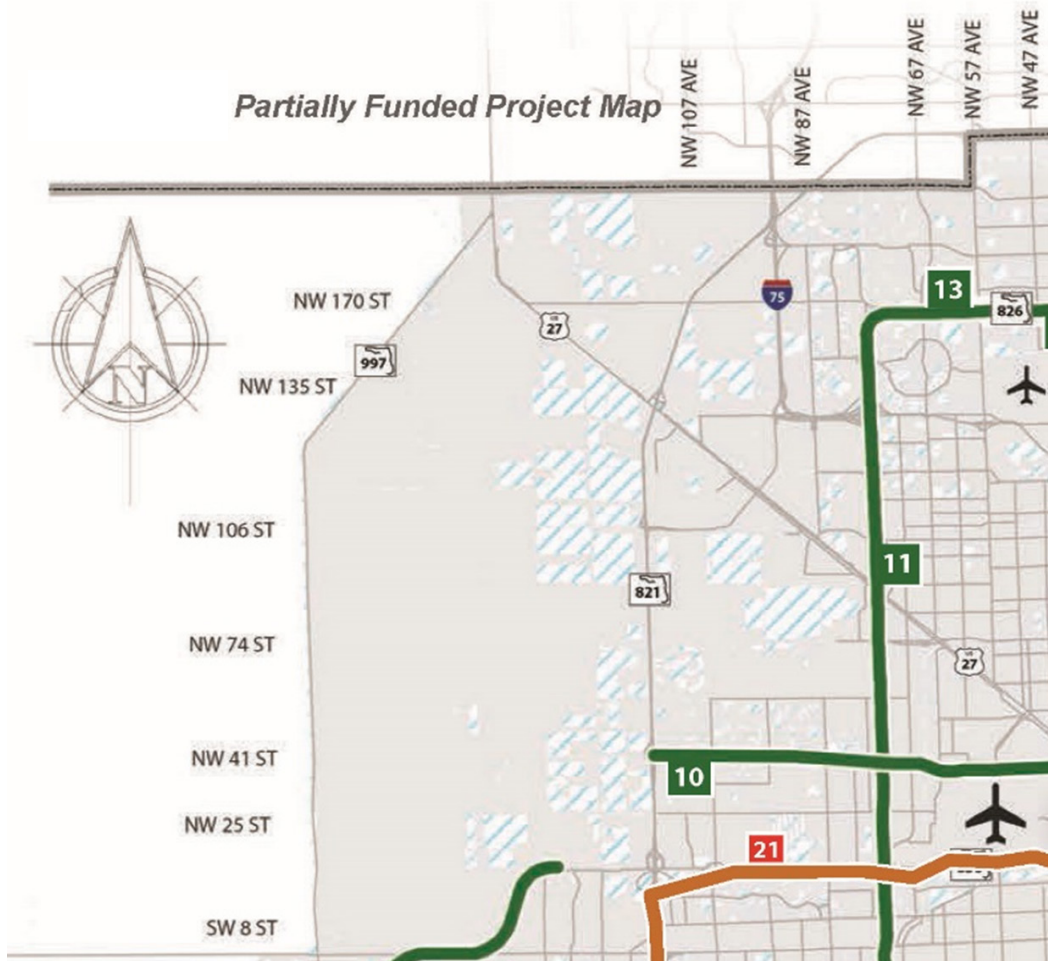 Partially Funded Project Map
NW 107 AVE
NW 87 AVE
NW 67 AVE
NW 57 AVE
NW 47 AVE
N
NW 170 ST
NW 135 ST
NW 106 ST
NW 74 ST
NW 41 ST
NW 25 ST
SW 8 ST
997
US
27
75
13
826
11
821
US
27
10
21